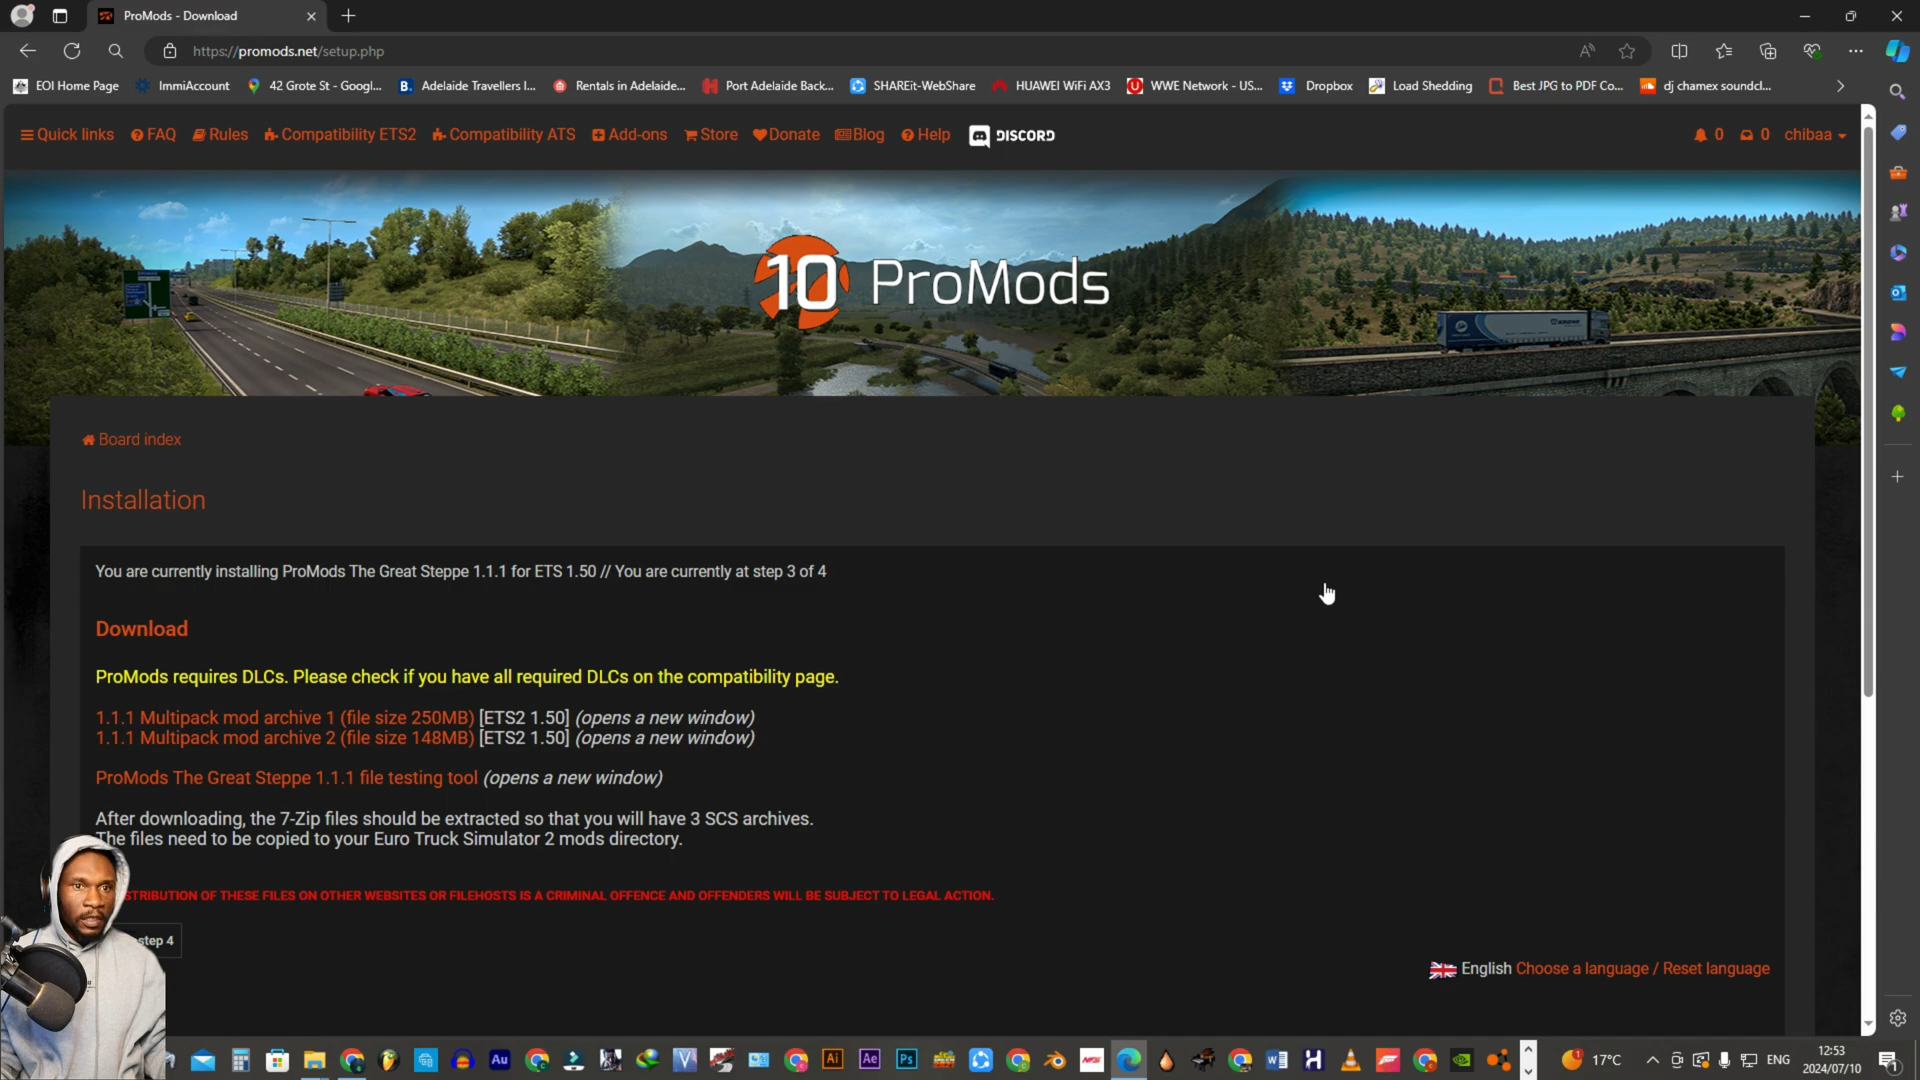 ProMods - Download
https://promods.net/setup.php
EOI Home Page
ImmiAccount
42 Grote St - Googl...
Adelaide Travellers I...
Rentals in Adelaide...
Port Adelaide Back...
SHAREit-WebShare
HUAWEI WiFi AX3
WWE Network - US...
Dropbox
Load Shedding
Best JPG to PDF Co...
dj chamex soundcl...
Quick links FAQ Rules Compatibility ETS2 Compatibility ATS Add-ons Store Donate Blog Help DISCORD
0 0 chibaa
10 ProMods
Board index
Installation
You are currently installing ProMods The Great Steppe 1.1.1 for ETS 1.50 // You are currently at step 3 of 4
Download
ProMods requires DLCs. Please check if you have all required DLCs on the compatibility page.
1.1.1 Multipack mod archive 1 (file size 250MB) [ETS2 1.50] (opens a new window)
1.1.1 Multipack mod archive 2 (file size 148MB) [ETS2 1.50] (opens a new window)
ProMods The Great Steppe 1.1.1 file testing tool (opens a new window)
After downloading, the 7-Zip files should be extracted so that you will have 3 SCS archives.
The files need to be copied to your Euro Truck Simulator 2 mods directory.
STRIBUTION OF THESE FILES ON OTHER WEBSITES OR FILEHOSTS IS A CRIMINAL OFFENCE AND OFFENDERS WILL BE SUBJECT TO LEGAL ACTION.
step 4
English Choose a language / Reset language
Au
Ai
Ae
Ps
17°C
ENG
12:53
2024/07/10